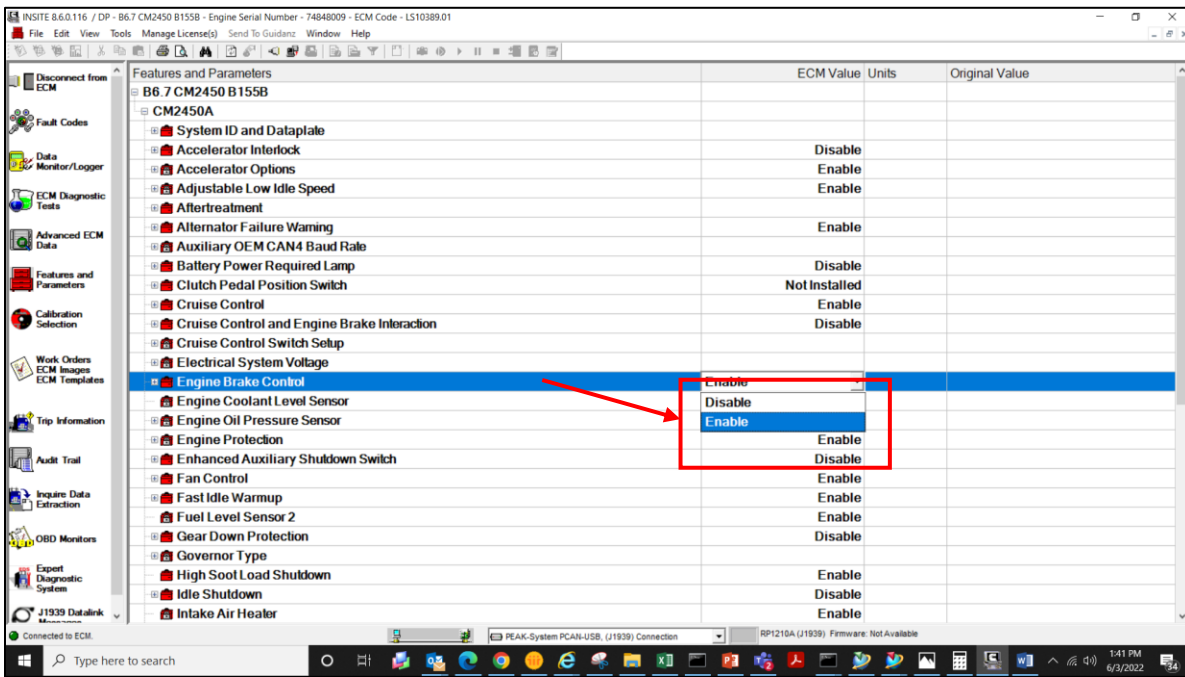 INSITE 8.6.0.116 / DP - B6.7 CM2450 B155B - Engine Serial Number - 74848009 - ECM Code - LS10389.01
File Edit View Tools ManageLicense(s) Send To Guidanz Window Help
Features and Parameters ECM Value Units Original Value
Disconnect from
ECM
Fault Codes
Data
Monitor/Logger
ECM Diagnostic
Tests
Advanced ECM
Data
Features and
Parameters
Calibration
Selection
Work Orders
ECM Images
ECM Templates
Trip Information
Audit Trail
Inquire Data
Extraction
OBD Monitors
Expert
Diagnostic
System
J1939 Datalink
B6.7 CM2450 B155B
CM2450A
System ID and Dataplate
Accelerator Interlock Disable
Accelerator Options Enable
Adjustable Low Idle Speed Enable
Aftertreatment
Alternator Failure Warning Enable
Auxiliary OEM CAN4 Baud Rate
Battery Power Required Lamp Disable
Clutch Pedal Position Switch Not Installed
Cruise Control Enable
Cruise Control and Engine Brake Interaction Disable
Cruise Control Switch Setup
Electrical System Voltage
Engine Brake Control Enable
Engine Coolant Level Sensor Disable
Engine Oil Pressure Sensor Enable
Engine Protection Enable
Enhanced Auxiliary Shutdown Switch Disable
Fan Control Enable
Fast Idle Warmup Enable
Fuel Level Sensor 2 Enable
Gear Down Protection Disable
Governor Type
High Soot Load Shutdown Enable
Idle Shutdown Disable
Intake Air Heater Enable
Connected to ECM. PEAK-System PCAN-USB, (J1939) Connection RP1210A (J1939) Firmware: Not Available
Type here to search
1:41 PM
6/3/2022
34